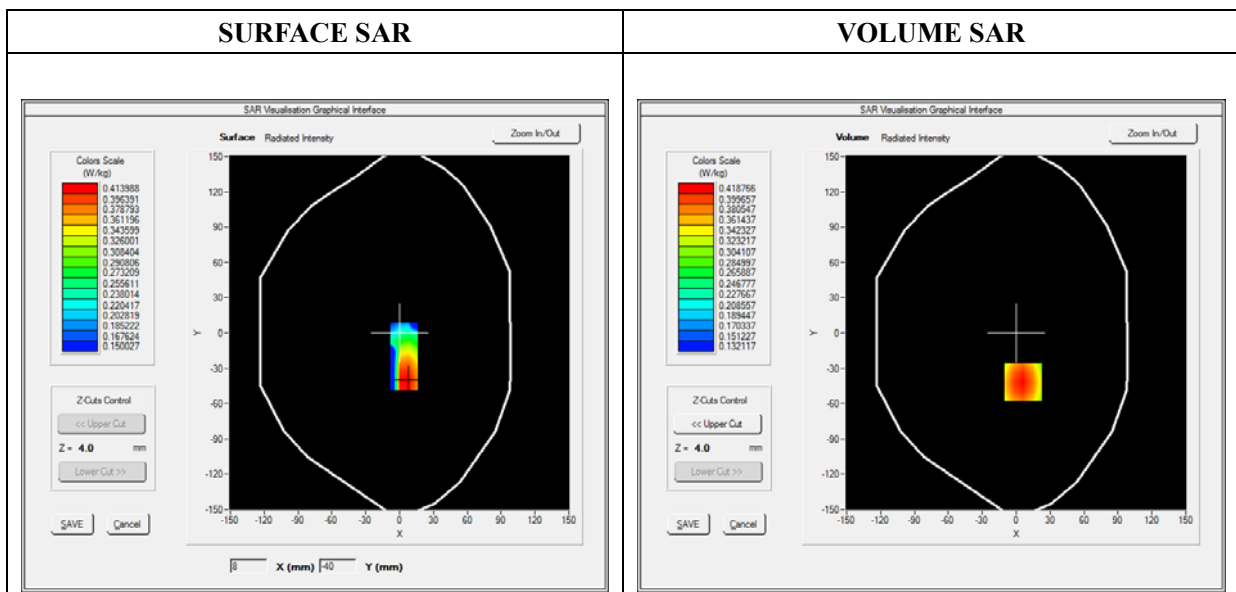 SURFACE SAR
VOLUME SAR
SAR Visualisation Graphical Interface
Surface Radiated Intensity
Zoom In/Out
Colors Scale
(W/kg)
0.413988
0.396391
0.378793
0.361196
0.343599
0.326001
0.308404
0.290806
0.273209
0.255611
0.238014
0.220417
0.202819
0.185222
0.167624
0.150027
Z-Cuts Control
<< Upper Cut
Z = 4.0 mm
Lower Cut >>
SAVE Cancel
150
120
90
60
30
0
-30
-60
-90
-120
-150
Y
-150 -120 -90 -60 -30 0 30 60 90 120 150
X
8 X (mm) -40 Y (mm)
SAR Visualisation Graphical Interface
Volume Radiated Intensity
Zoom In/Out
Colors Scale
(W/kg)
0.418766
0.399657
0.380547
0.361437
0.342327
0.323217
0.304107
0.284997
0.265887
0.246777
0.227667
0.208557
0.189447
0.170337
0.151227
0.132117
Z-Cuts Control
<< Upper Cut
Z = 4.0 mm
Lower Cut >>
SAVE Cancel
150
120
90
60
30
0
-30
-60
-90
-120
-150
Y
-150 -120 -90 -60 -30 0 30 60 90 120 150
X